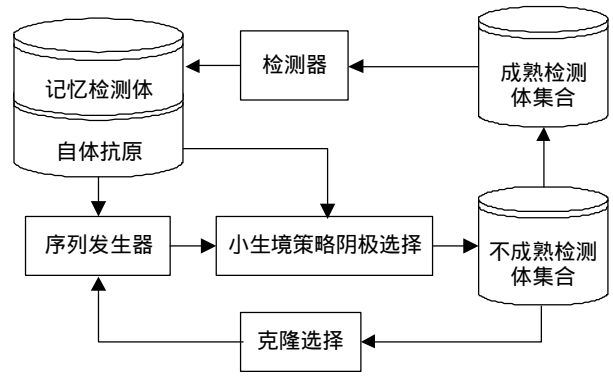 记忆检测体
自体抗原
检测器
成熟检测
体集合
序列发生器
小生境策略阴极选择
不成熟检测
体集合
克隆选择